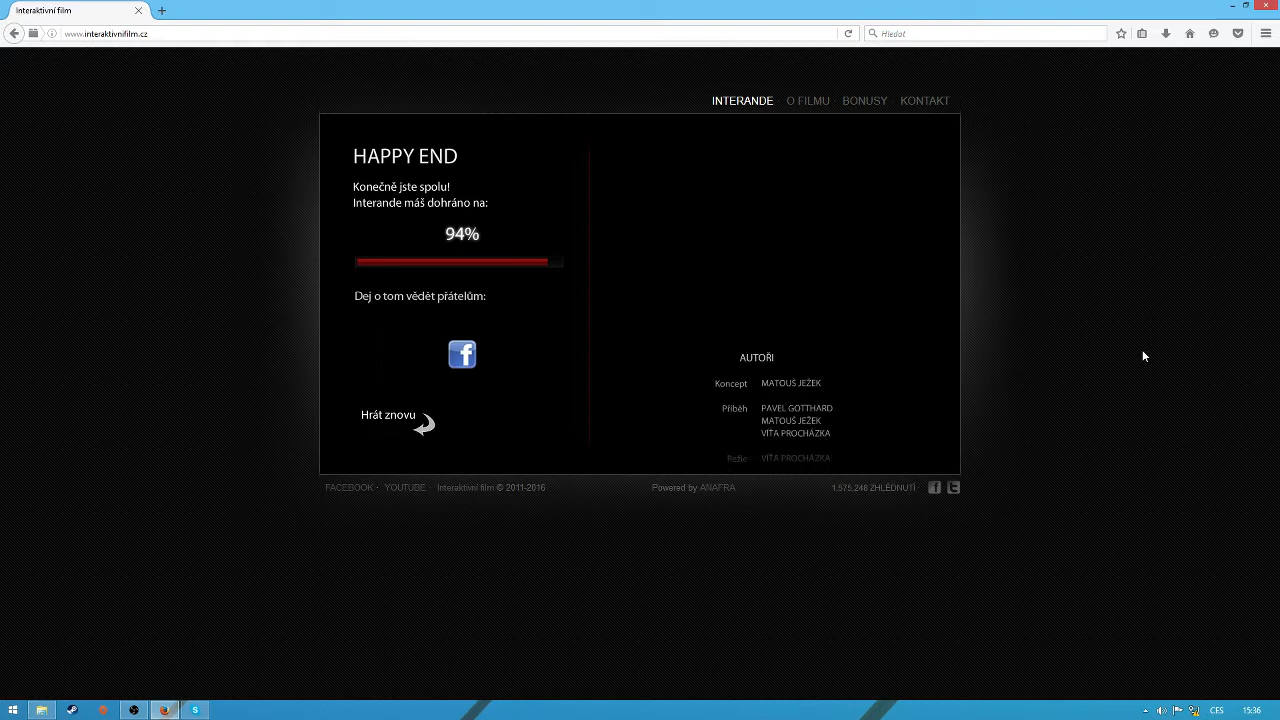 Interaktivní film
www.interaktivnifilm.cz
Hledat
INTERANDE · O FILMU · BONUSY · KONTAKT
HAPPY END
Konečně jste spolu!
Interande máš dohráno na:
94%
Dej o tom vědět přátelům:
Hrát znovu
AUTOŘI
Koncept MATOUŠ JEŽEK
Příběh PAVEL GOTTHARD
MATOUŠ JEŽEK
VÍŤA PROCHÁZKA
Režie VÍŤA PROCHÁZKA
FACEBOOK · YOUTUBE · Interaktivní film © 2011-2016
Powered by ANAFRA
1,575,248 ZHLÉDNUTÍ ·
CES
15:36